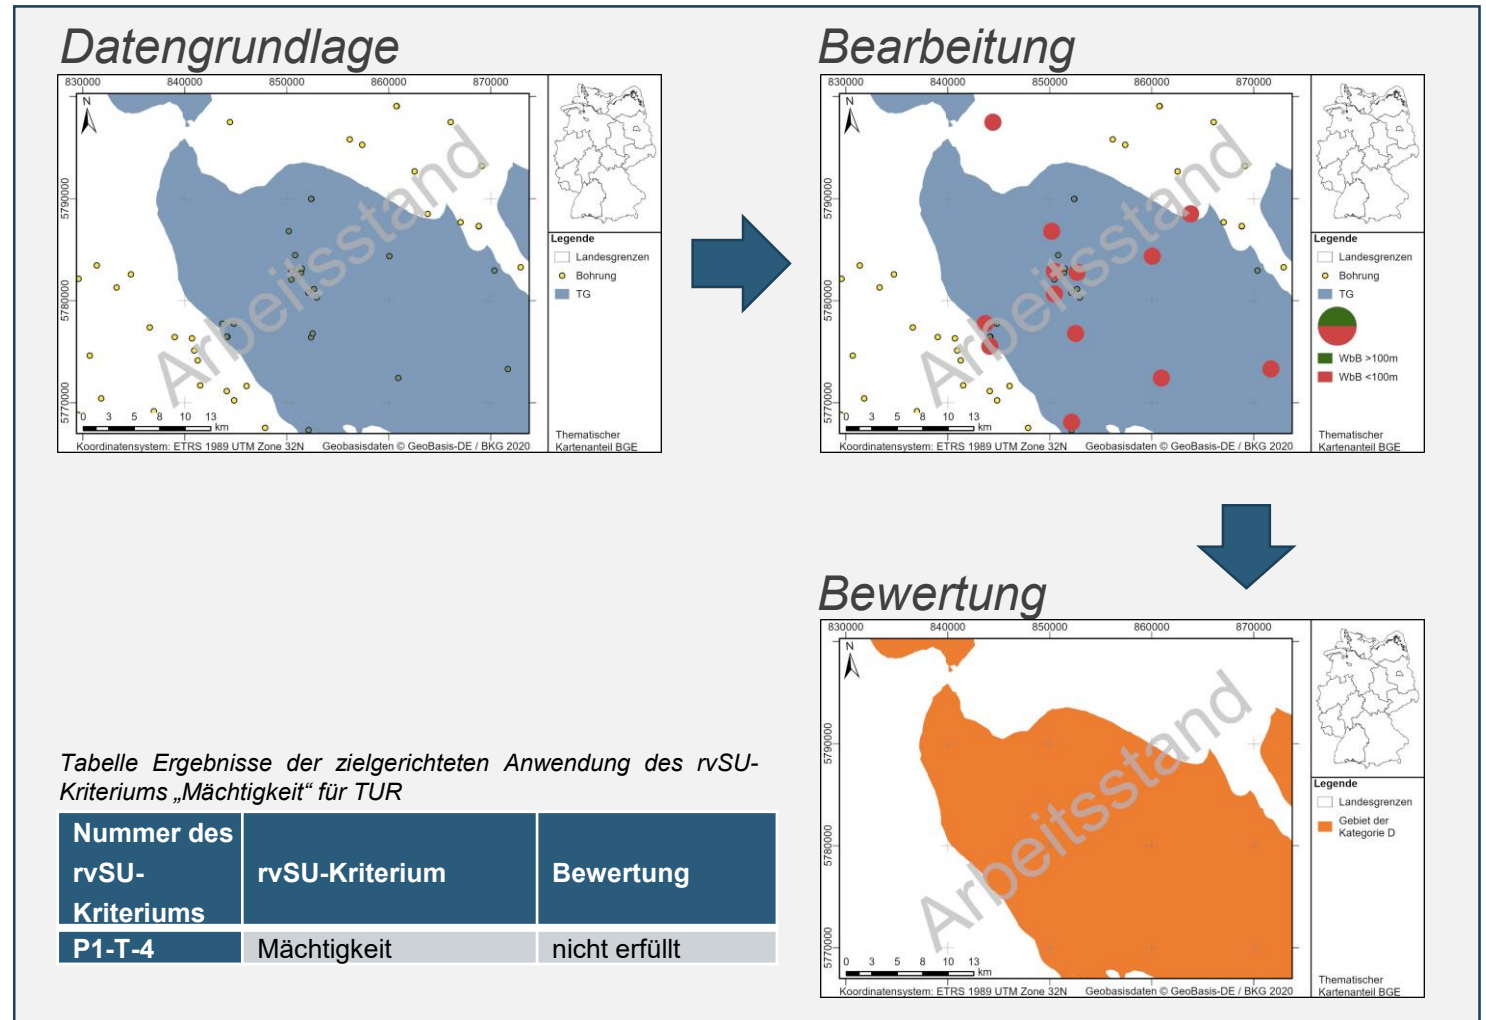 Datengrundlage
830000 840000 850000 860000 870000
N
5790000
5780000
5770000
Arbeitsstand
0 3 5 8 10 13
km
Koordinatensystem: ETRS 1989 UTM Zone 32N Geobasisdaten © GeoBasis-DE / BKG 2020
Legende
Landesgrenzen
Bohrung
TG
Thematischer
Kartenanteil BGE
Bearbeitung
830000 840000 850000 860000 870000
N
5790000
5780000
5770000
Arbeitsstand
0 3 5 8 10 13
km
Koordinatensystem: ETRS 1989 UTM Zone 32N Geobasisdaten © GeoBasis-DE / BKG 2020
Legende
Landesgrenzen
Bohrung
TG
WbB >100m
WbB <100m
Thematischer
Kartenanteil BGE
Bewertung
830000 840000 850000 860000 870000
N
5790000
5780000
5770000
Arbeitsstand
0 3 5 8 10 13
km
Koordinatensystem: ETRS 1989 UTM Zone 32N Geobasisdaten © GeoBasis-DE / BKG 2020
Legende
Landesgrenzen
Gebiet der
Kategorie D
Thematischer
Kartenanteil BGE
Tabelle Ergebnisse der zielgerichteten Anwendung des rvSU-
Kriteriums „Mächtigkeit“ für TUR
Nummer des
rvSU-
Kriteriums
rvSU-Kriterium
Bewertung
P1-T-4 Mächtigkeit nicht erfüllt